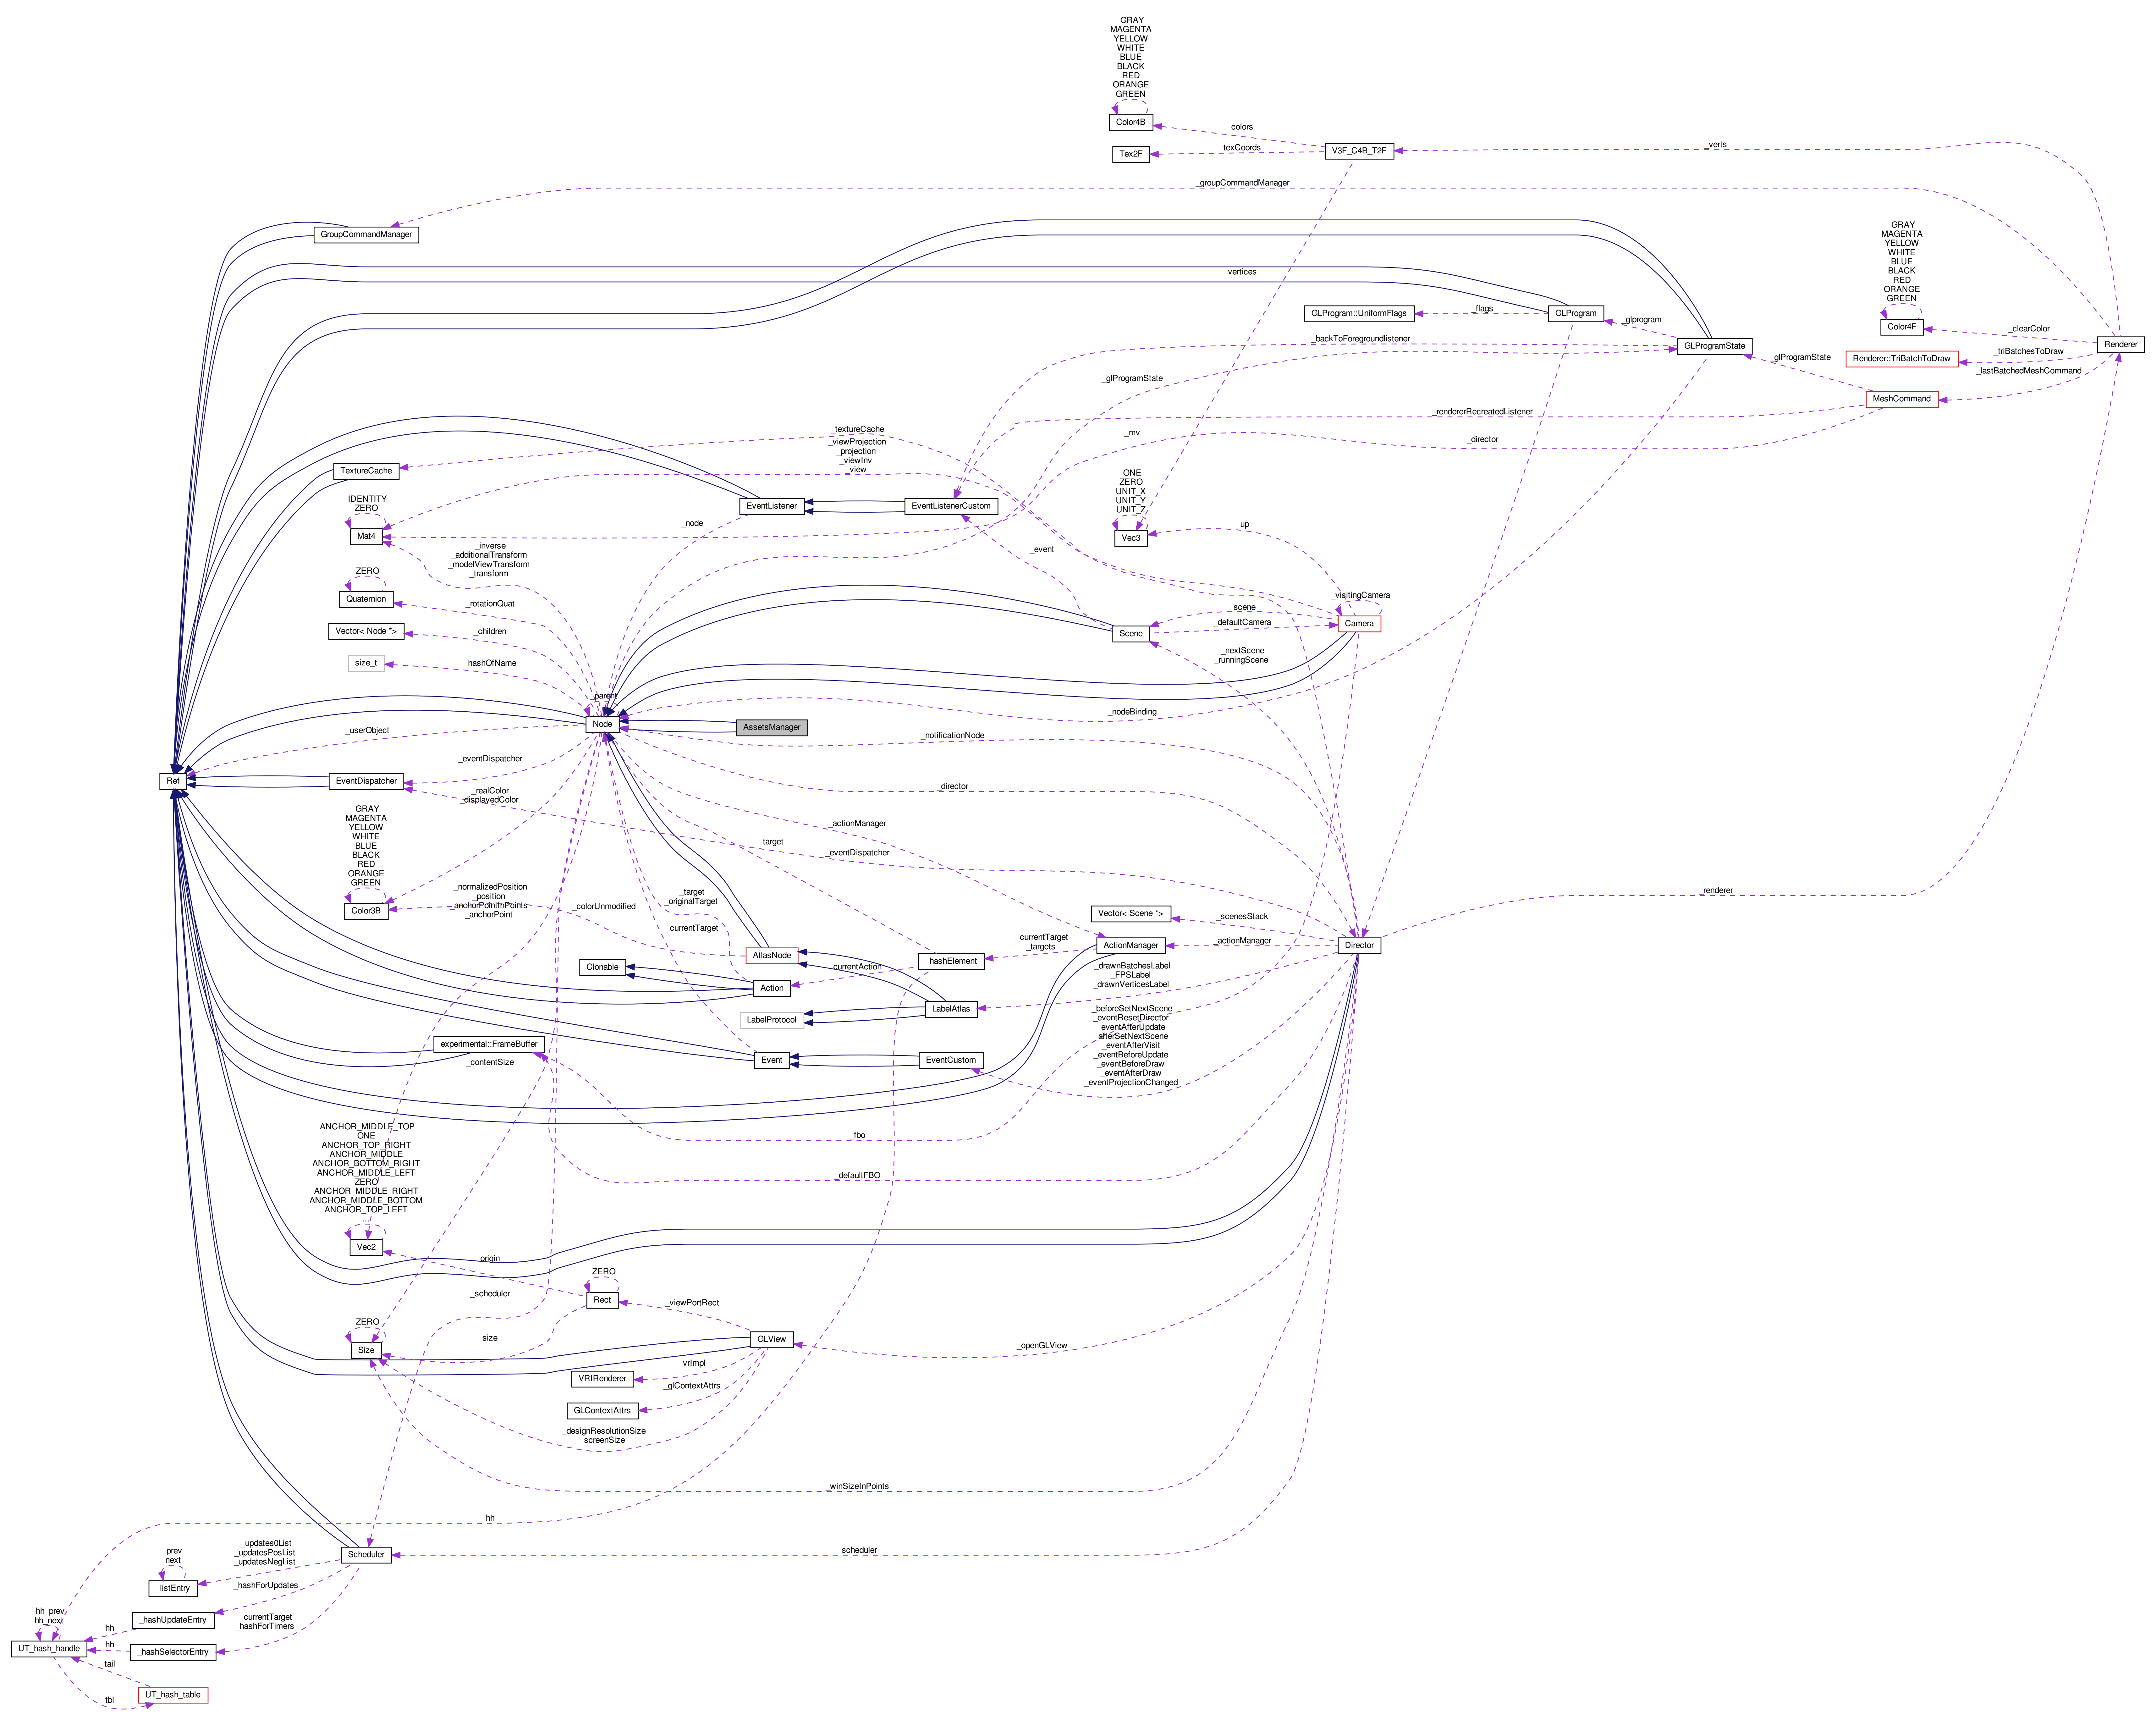 GRAY
MAGENTA
YELLOW
WHITE
BLUE
BLACK
RED
ORANGE
GREEN
Color4B
colors
Tex2F
texCoords
V3F_C4B_T2F
_verts
_groupCommandManager
GroupCommandManager
GRAY
MAGENTA
YELLOW
WHITE
BLUE
BLACK
RED
ORANGE
GREEN
Color4F
vertices
GLProgram::UniformFlags
_flags
GLProgram
_glprogram
GLProgramState
_clearColor
Renderer
_triBatchesToDraw
Renderer::TriBatchToDraw
_lastBatchedMeshCommand
_glProgramState
MeshCommand
_backToForegroundlistener
_glProgramState
_rendererRecreatedListener
_textureCache
_viewProjection
_projection
_viewInv
_view
_mv
_director
TextureCache
IDENTITY
ZERO
Mat4
EventListener
EventListenerCustom
_node
ONE
ZERO
UNIT_X
UNIT_Y
UNIT_Z
Vec3
_up
_inverse
_additionalTransform
_modelViewTransform
_transform
_event
ZERO
Quaternion
_rotationQuat
_visitingCamera
_scene
_defaultCamera
Scene
Camera
Vector< Node *>
_children
size_t
_hashOfName
_nextScene
_runningScene
_parent
Node
AssetsManager
_nodeBinding
_userObject
_notificationNode
_eventDispatcher
Ref
EventDispatcher
_director
_realColor
_displayedColor
GRAY
MAGENTA
YELLOW
WHITE
BLUE
BLACK
RED
ORANGE
GREEN
Color3B
_actionManager
target
_eventDispatcher
_normalizedPosition
_position
_anchorPointInPoints
_anchorPoint
_colorUnmodified
_target
_originalTarget
_currentTarget
_renderer
Vector< Scene *>
_scenesStack
ActionManager
_actionManager
Director
_currentTarget
_targets
AtlasNode
_hashElement
Clonable
currentAction
Action
_drawnBatchesLabel
_FPSLabel
_drawnVerticesLabel
LabelAtlas
LabelProtocol
_beforeSetNextScene
_eventResetDirector
_eventAfterUpdate
_afterSetNextScene
_eventAfterVisit
_eventBeforeUpdate
_eventBeforeDraw
_eventAfterDraw
_eventProjectionChanged
experimental::FrameBuffer
_contentSize
Event
EventCustom
_fbo
_defaultFBO
ANCHOR_MIDDLE_TOP
ONE
ANCHOR_TOP_RIGHT
ANCHOR_MIDDLE
ANCHOR_BOTTOM_RIGHT
ANCHOR_MIDDLE_LEFT
ZERO
ANCHOR_MIDDLE_RIGHT
ANCHOR_MIDDLE_BOTTOM
ANCHOR_TOP_LEFT
...
Vec2
origin
ZERO
Rect
_scheduler
_viewPortRect
ZERO
Size
size
GLView
_openGLView
_vrImpl
VRIRenderer
_glContextAttrs
GLContextAttrs
_designResolutionSize
_screenSize
_winSizeInPoints
hh
Scheduler
_scheduler
_updates0List
_updatesPosList
_updatesNegList
prev
next
_listEntry
_hashForUpdates
_hashUpdateEntry
_currentTarget
_hashForTimers
hh_prev
hh_next
hh
UT_hash_handle
hh
_hashSelectorEntry
tail
UT_hash_table
tbl